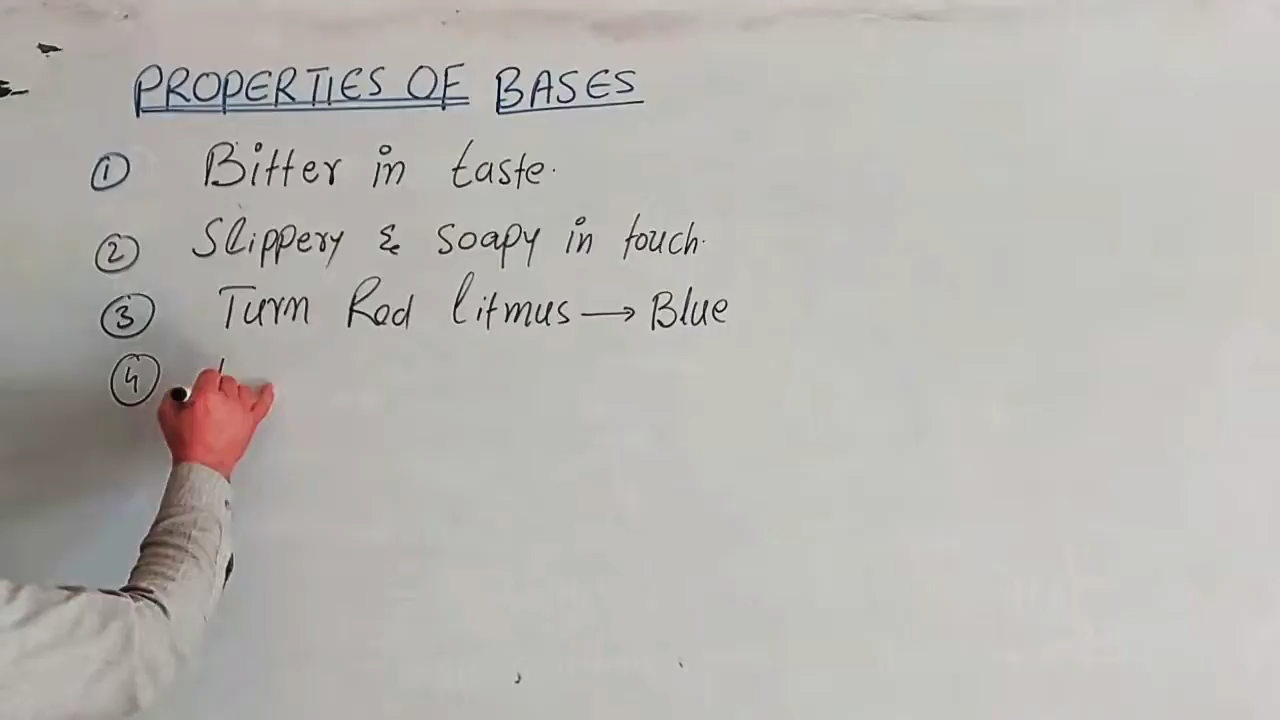 PROPERTIES OF BASES
1 Bitter in taste.
2 Slippery & Soapy in touch.
3 Turn Red litmus → Blue
4